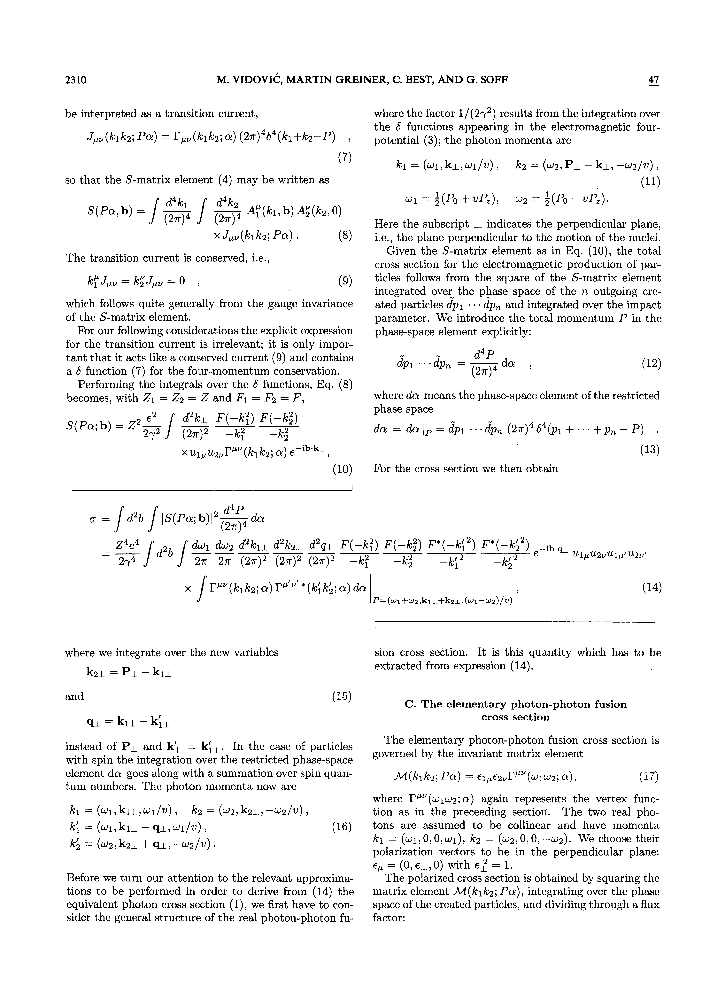 2310 M. VIDOVIĆ, MARTIN GREINER, C. BEST, AND G. SOFF 47
be interpreted as a transition current,
J_{μν}(k_1k_2; Pα) = Γ_{μν}(k_1k_2; α) (2π)^4δ^4(k_1+k_2−P) ,
(7)
so that the S-matrix element (4) may be written as
S(Pα, b) = ∫ d^4k_1/(2π)^4 ∫ d^4k_2/(2π)^4 A_1^μ(k_1, b) A_2^ν(k_2, 0)
×J_{μν}(k_1k_2; Pα) . (8)
The transition current is conserved, i.e.,
k_1^μ J_{μν} = k_2^ν J_{μν} = 0 , (9)
which follows quite generally from the gauge invariance
of the S-matrix element.
For our following considerations the explicit expression
for the transition current is irrelevant; it is only impor-
tant that it acts like a conserved current (9) and contains
a δ function (7) for the four-momentum conservation.
Performing the integrals over the δ functions, Eq. (8)
becomes, with Z_1 = Z_2 = Z and F_1 = F_2 = F,
S(Pα; b) = Z^2 e^2/2γ^2 ∫ d^2k_⊥/(2π)^2 F(−k_1^2)/−k_1^2 F(−k_2^2)/−k_2^2
×u_{1μ}u_{2ν}Γ^{μν}(k_1k_2; α) e^{−ib·k_⊥},
(10)
where the factor 1/(2γ^2) results from the integration over
the δ functions appearing in the electromagnetic four-
potential (3); the photon momenta are
k_1 = (ω_1, k_⊥, ω_1/v) , k_2 = (ω_2, P_⊥ − k_⊥, −ω_2/v) ,
(11)
ω_1 = ½(P_0 + vP_z), ω_2 = ½(P_0 − vP_z).
Here the subscript ⊥ indicates the perpendicular plane,
i.e., the plane perpendicular to the motion of the nuclei.
Given the S-matrix element as in Eq. (10), the total
cross section for the electromagnetic production of par-
ticles follows from the square of the S-matrix element
integrated over the phase space of the n outgoing cre-
ated particles d̃p_1 ··· d̃p_n and integrated over the impact
parameter. We introduce the total momentum P in the
phase-space element explicitly:
d̃p_1 ··· d̃p_n = d^4P/(2π)^4 dα , (12)
where dα means the phase-space element of the restricted
phase space
dα = dα|_P = d̃p_1 ··· d̃p_n (2π)^4 δ^4(p_1 + ··· + p_n − P) .
(13)
For the cross section we then obtain
σ = ∫ d^2b ∫ |S(Pα; b)|^2 d^4P/(2π)^4 dα
= Z^4e^4/2γ^4 ∫ d^2b ∫ dω_1/2π dω_2/2π d^2k_{1⊥}/(2π)^2 d^2k_{2⊥}/(2π)^2 d^2q_⊥/(2π)^2 F(−k_1^2)/−k_1^2 F(−k_2^2)/−k_2^2 F*(−k_1'^2)/−k_1'^2 F*(−k_2'^2)/−k_2'^2 e^{−ib·q_⊥} u_{1μ}u_{2ν}u_{1μ'}u_{2ν'}
× ∫ Γ^{μν}(k_1k_2; α) Γ^{μ'ν'}*(k_1'k_2'; α) dα|_{P=(ω_1+ω_2,k_{1⊥}+k_{2⊥},(ω_1−ω_2)/v)} , (14)
where we integrate over the new variables
k_{2⊥} = P_⊥ − k_{1⊥}
and (15)
q_⊥ = k_{1⊥} − k'_{1⊥}
instead of P_⊥ and k'_⊥ = k'_{1⊥}. In the case of particles
with spin the integration over the restricted phase-space
element dα goes along with a summation over spin quan-
tum numbers. The photon momenta now are
k_1 = (ω_1, k_{1⊥}, ω_1/v) , k_2 = (ω_2, k_{2⊥}, −ω_2/v) ,
k'_1 = (ω_1, k_{1⊥} − q_⊥, ω_1/v) , (16)
k'_2 = (ω_2, k_{2⊥} + q_⊥, −ω_2/v) .
Before we turn our attention to the relevant approxima-
tions to be performed in order to derive from (14) the
equivalent photon cross section (1), we first have to con-
sider the general structure of the real photon-photon fu-
sion cross section. It is this quantity which has to be
extracted from expression (14).
C. The elementary photon-photon fusion
cross section
The elementary photon-photon fusion cross section is
governed by the invariant matrix element
M(k_1k_2; Pα) = ε_{1μ}ε_{2ν}Γ^{μν}(ω_1ω_2; α), (17)
where Γ^{μν}(ω_1ω_2; α) again represents the vertex func-
tion as in the preceeding section. The two real pho-
tons are assumed to be collinear and have momenta
k_1 = (ω_1, 0, 0, ω_1), k_2 = (ω_2, 0, 0, −ω_2). We choose their
polarization vectors to be in the perpendicular plane:
ε_μ = (0, ε_⊥, 0) with ε_⊥^2 = 1.
The polarized cross section is obtained by squaring the
matrix element M(k_1k_2; Pα), integrating over the phase
space of the created particles, and dividing through a flux
factor: